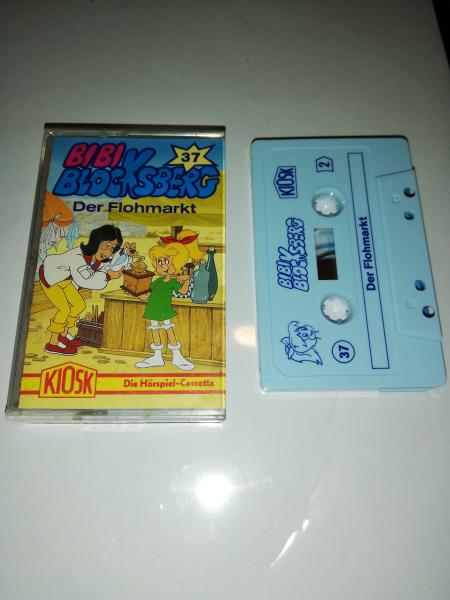 BIBI
BLOCKSBERG
37
Der Flohmarkt
KIOSK
Die Hörspiel-Cassette
KIOSK
2
BIBI
BLOCKSBERG
Der Flohmarkt
37